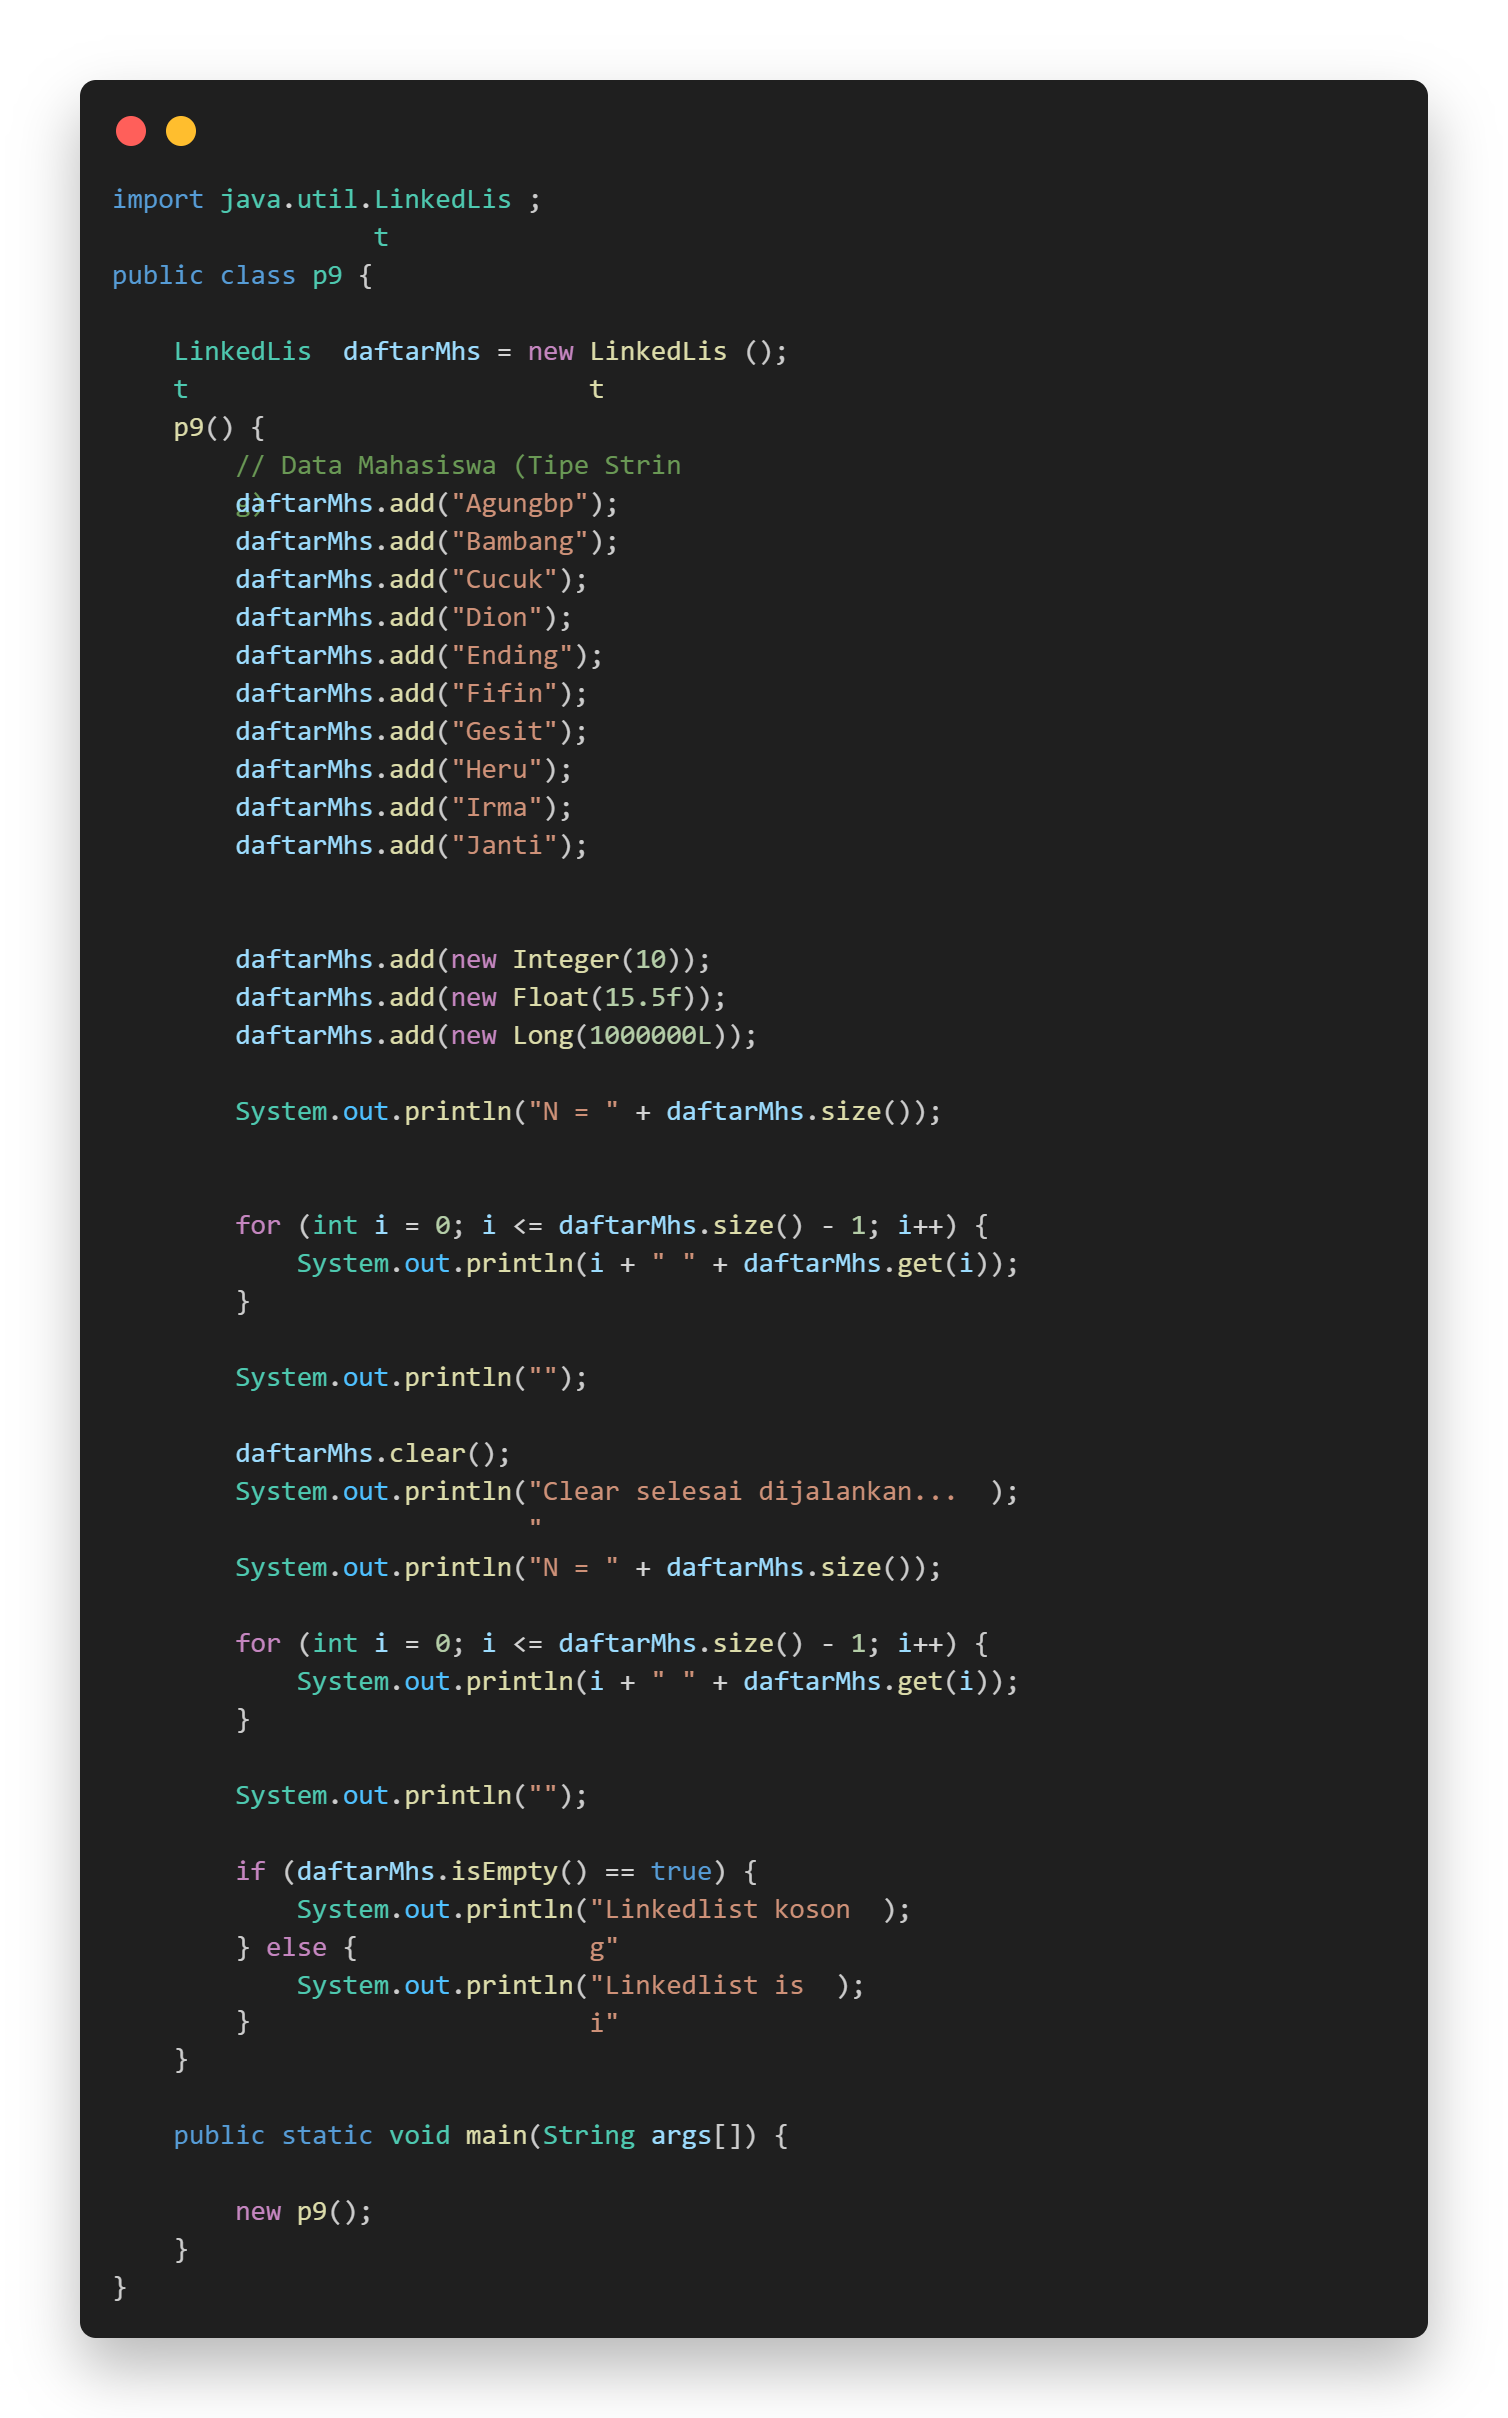 import java.util.LinkedList;
public class p9 {
    LinkedList daftarMhs = new LinkedList();
    p9() {
        // Data Mahasiswa (Tipe String)
        daftarMhs.add("Agungbp");
        daftarMhs.add("Bambang");
        daftarMhs.add("Cucuk");
        daftarMhs.add("Dion");
        daftarMhs.add("Ending");
        daftarMhs.add("Fifin");
        daftarMhs.add("Gesit");
        daftarMhs.add("Heru");
        daftarMhs.add("Irma");
        daftarMhs.add("Janti");
        daftarMhs.add(new Integer(10));
        daftarMhs.add(new Float(15.5f));
        daftarMhs.add(new Long(1000000L));
        System.out.println("N = " + daftarMhs.size());
        for (int i = 0; i <= daftarMhs.size() - 1; i++) {
            System.out.println(i + " " + daftarMhs.get(i));
        }
        System.out.println("");
        daftarMhs.clear();
        System.out.println("Clear selesai dijalankan...");
        System.out.println("N = " + daftarMhs.size());
        for (int i = 0; i <= daftarMhs.size() - 1; i++) {
            System.out.println(i + " " + daftarMhs.get(i));
        }
        System.out.println("");
        if (daftarMhs.isEmpty() == true) {
            System.out.println("Linkedlist kosong");
        } else {
            System.out.println("Linkedlist isi");
        }
    }
    public static void main(String args[]) {
        new p9();
    }
}